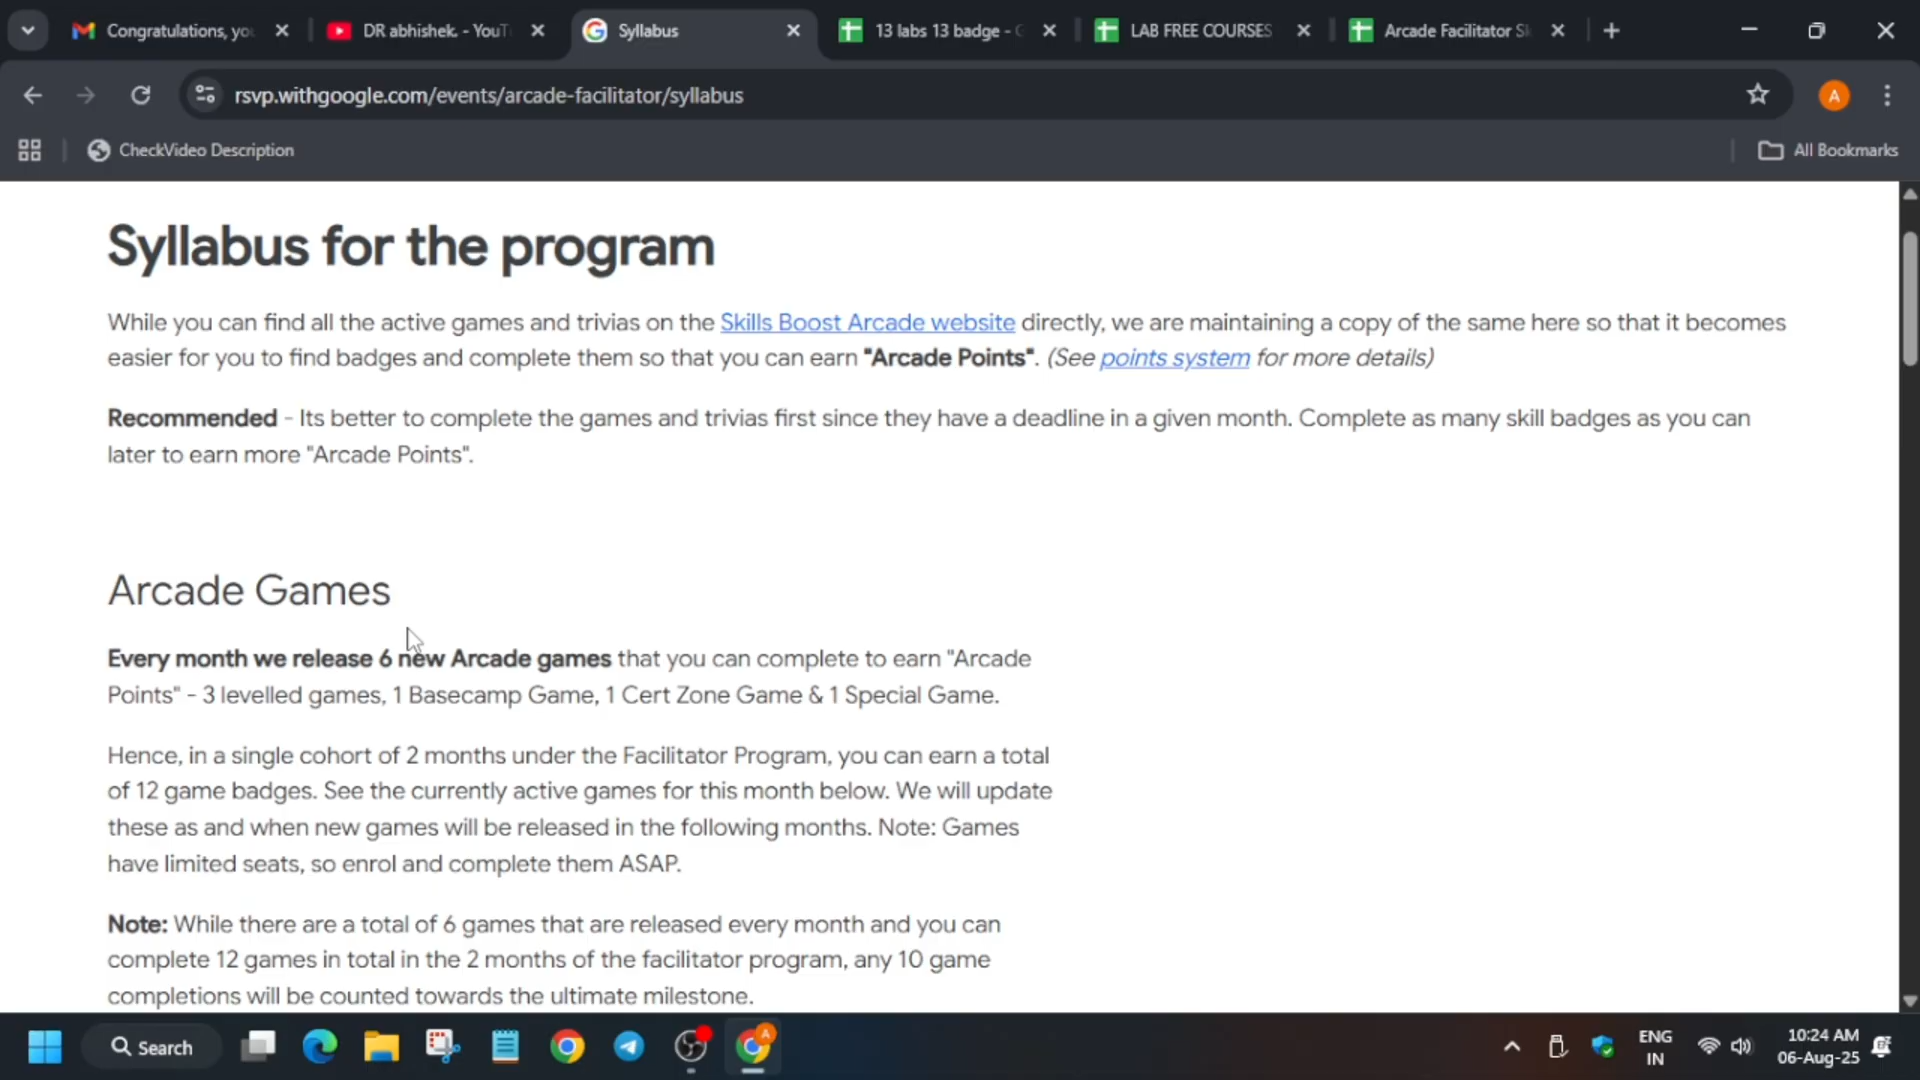 Congratulations, you
DR abhishek. - YouT
Syllabus
13 labs 13 badge - G
LAB FREE COURSES
Arcade Facilitator Sk
rsvp.withgoogle.com/events/arcade-facilitator/syllabus
A
CheckVideo Description
All Bookmarks
Syllabus for the program
While you can find all the active games and trivias on the Skills Boost Arcade website directly, we are maintaining a copy of the same here so that it becomes
easier for you to find badges and complete them so that you can earn "Arcade Points". (See points system for more details)
Recommended - Its better to complete the games and trivias first since they have a deadline in a given month. Complete as many skill badges as you can
later to earn more "Arcade Points".
Arcade Games
Every month we release 6 new Arcade games that you can complete to earn "Arcade
Points" - 3 levelled games, 1 Basecamp Game, 1 Cert Zone Game & 1 Special Game.
Hence, in a single cohort of 2 months under the Facilitator Program, you can earn a total
of 12 game badges. See the currently active games for this month below. We will update
these as and when new games will be released in the following months. Note: Games
have limited seats, so enrol and complete them ASAP.
Note: While there are a total of 6 games that are released every month and you can
complete 12 games in total in the 2 months of the facilitator program, any 10 game
completions will be counted towards the ultimate milestone.
Search
A
ENG
IN
10:24 AM
06-Aug-25